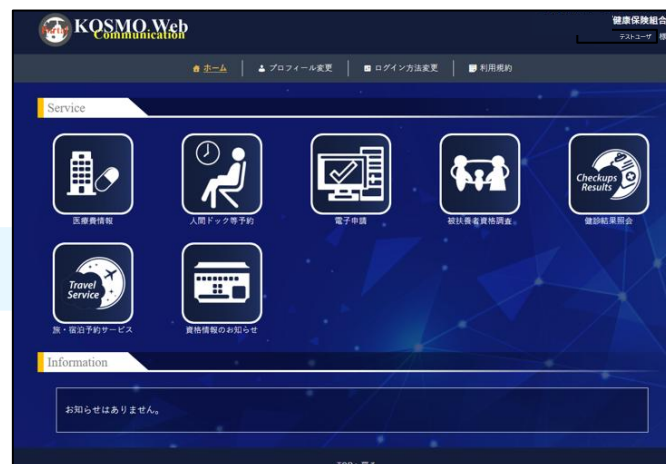 KOSMO Web
Communication
健康保険組合
テストユーザ 様
ホーム
プロフィール変更
ログイン方法変更
利用規約
Service
医療費情報
人間ドック等予約
電子申請
被扶養者資格調査
Checkups
Results
健診結果照会
Travel
Service
旅・宿泊予約サービス
資格情報のお知らせ
Information
お知らせはありません。